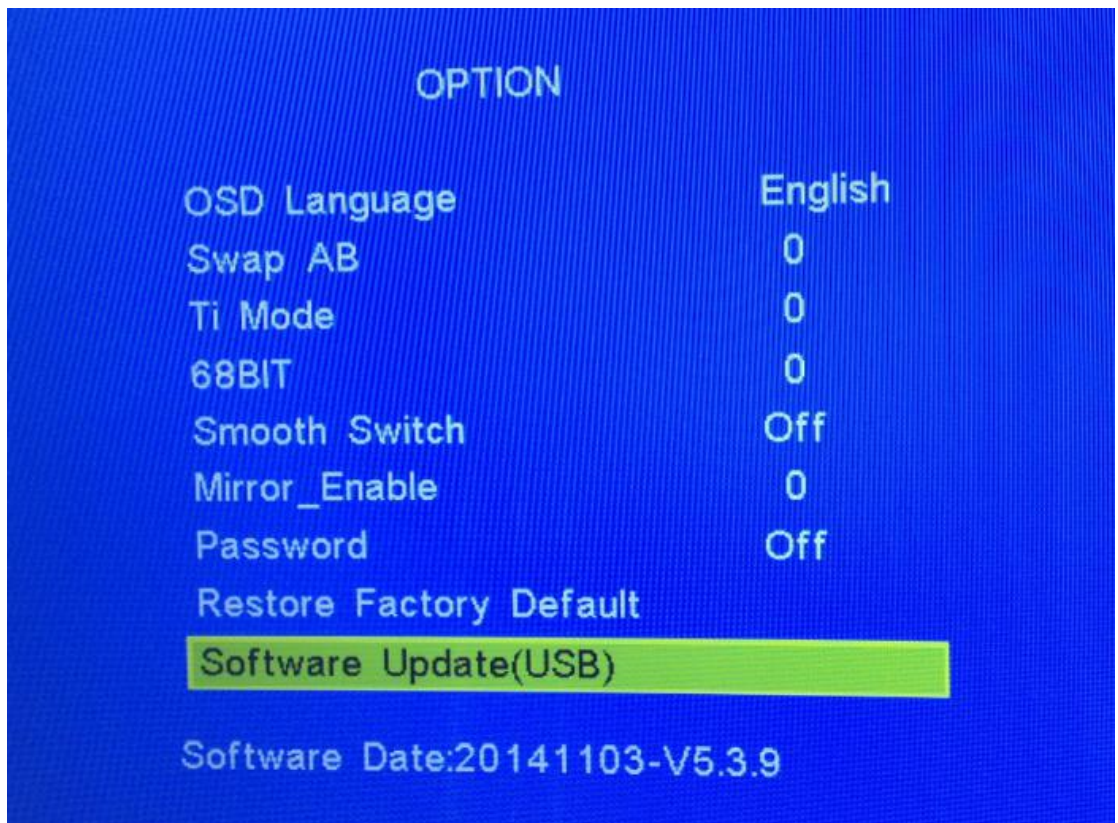 OPTION
OSD Language English
Swap AB 0
Ti Mode 0
68BIT 0
Smooth Switch Off
Mirror_Enable 0
Password Off
Restore Factory Default
Software Update(USB)
Software Date:20141103-V5.3.9